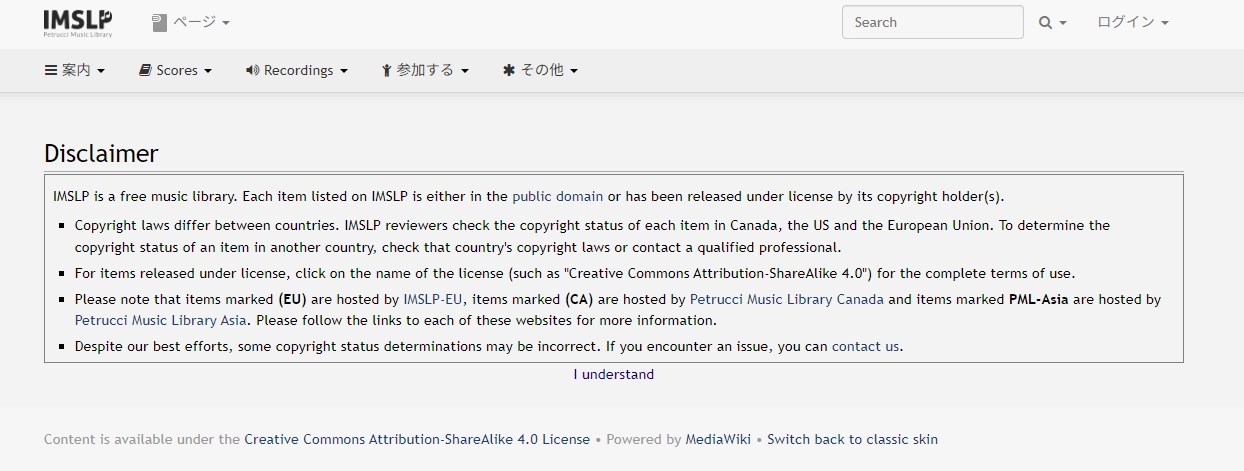 IMSLP
Petrucci Music Library
ページ
Search
ログイン
案内
Scores
Recordings
参加する
その他
Disclaimer
IMSLP is a free music library. Each item listed on IMSLP is either in the public domain or has been released under license by its copyright holder(s).
Copyright laws differ between countries. IMSLP reviewers check the copyright status of each item in Canada, the US and the European Union. To determine the
copyright status of an item in another country, check that country's copyright laws or contact a qualified professional.
For items released under license, click on the name of the license (such as "Creative Commons Attribution-ShareAlike 4.0") for the complete terms of use.
Please note that items marked (EU) are hosted by IMSLP-EU, items marked (CA) are hosted by Petrucci Music Library Canada and items marked PML-Asia are hosted by
Petrucci Music Library Asia. Please follow the links to each of these websites for more information.
Despite our best efforts, some copyright status determinations may be incorrect. If you encounter an issue, you can contact us.
I understand
Content is available under the Creative Commons Attribution-ShareAlike 4.0 License • Powered by MediaWiki • Switch back to classic skin